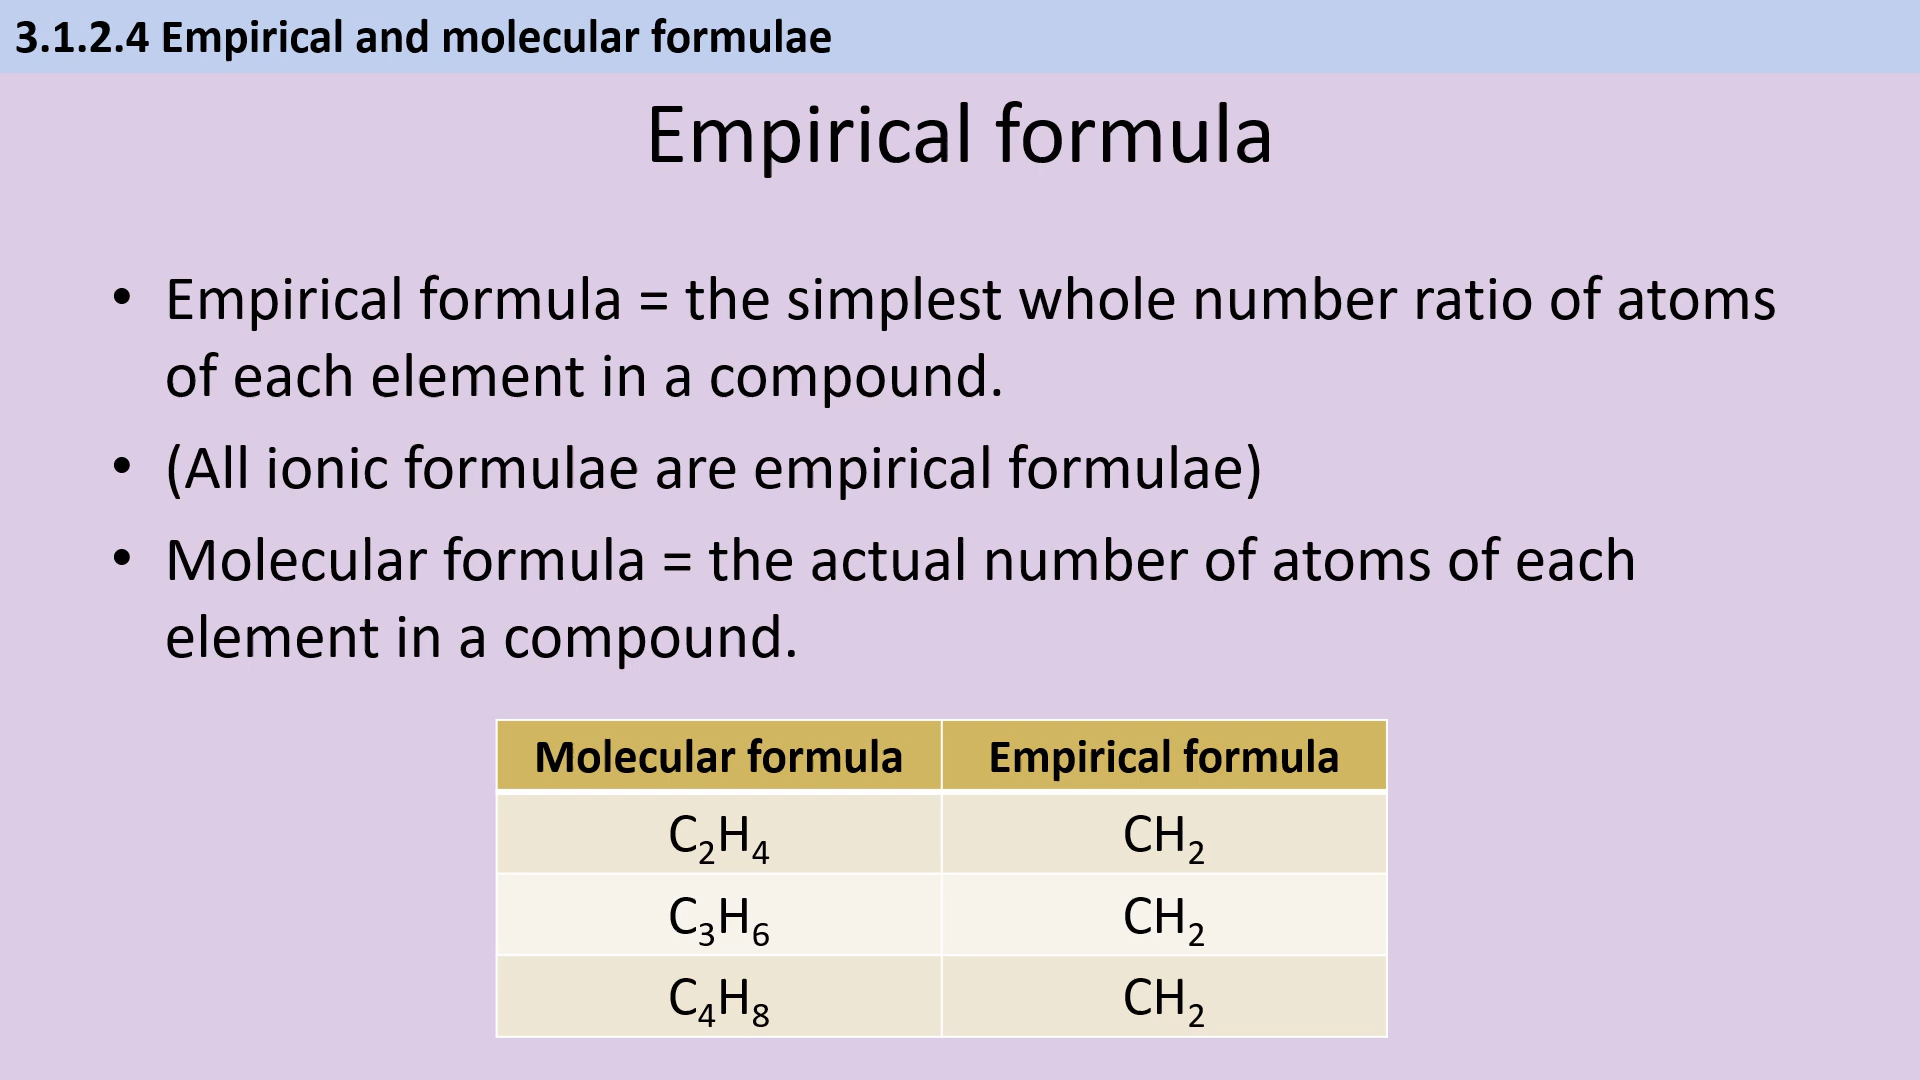 3.1.2.4 Empirical and molecular formulae
Empirical formula
• Empirical formula = the simplest whole number ratio of atoms
of each element in a compound.
• (All ionic formulae are empirical formulae)
• Molecular formula = the actual number of atoms of each
element in a compound.
Molecular formula Empirical formula
C₂H₄ CH₂
C₃H₆ CH₂
C₄H₈ CH₂